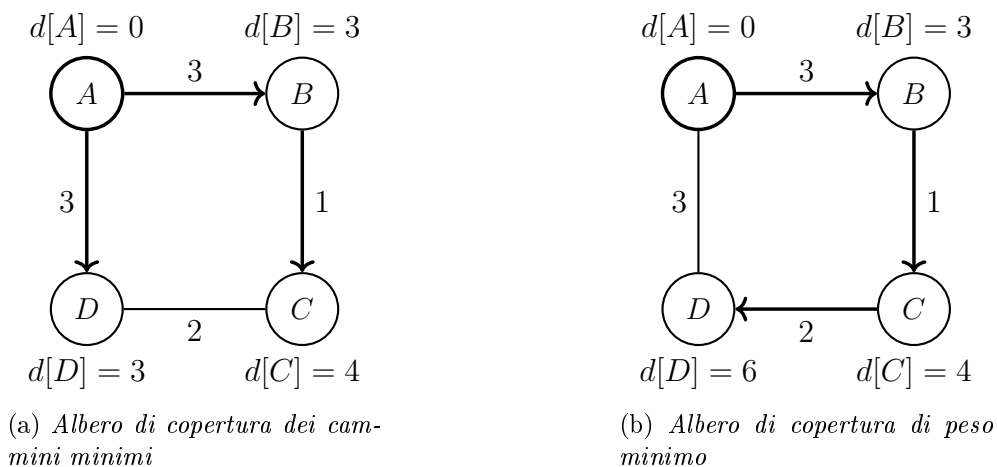 d[A] = 0 d[B] = 3
A 3 B
3 1
D 2 C
d[D] = 3 d[C] = 4
(a) Albero di copertura dei cam-
mini minimi
d[A] = 0 d[B] = 3
A 3 B
3 1
D 2 C
d[D] = 6 d[C] = 4
(b) Albero di copertura di peso
minimo